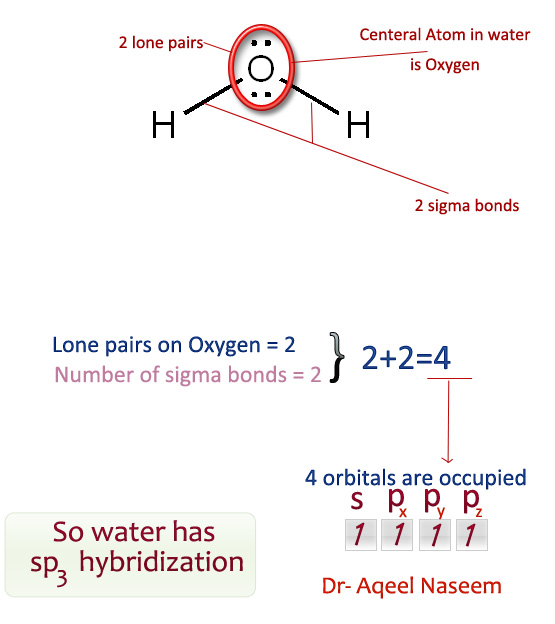 2 lone pairs
Centeral Atom in water
is Oxygen
O
H H
2 sigma bonds
Lone pairs on Oxygen = 2
Number of sigma bonds = 2
} 2+2=4
4 orbitals are occupied
s px py pz
1 1 1 1
So water has
sp3 hybridization
Dr- Aqeel Naseem